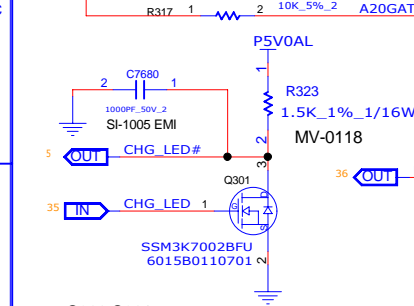 R317 1 2 10K_5%_2 A20GAT
P5V0AL
C7680
2 1
1000PF_50V_2
SI-1005 EMI
1
R323
1.5K_1%_1/16W
2
MV-0118
3
5 OUT CHG_LED#
36 OUT
Q301
35 IN CHG_LED 1
G
D
S
SSM3K7002BFU
6015B0110701
2